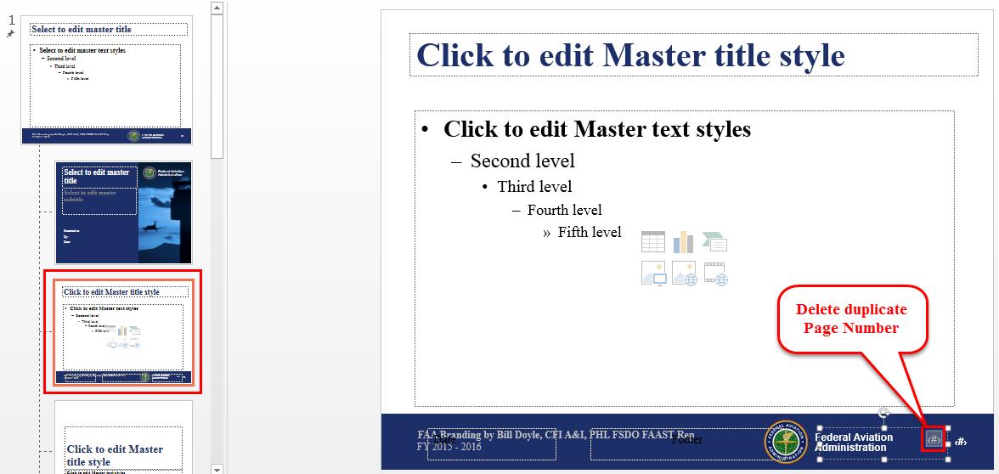 1
Select to edit master title
• Select to edit master text styles
– Second level
• Third level
– Fourth level
» Fifth level
Federal Aviation
Administration
Select to edit master
title
Select to edit master
subtitle
Federal Aviation
Administration
Presented to:
By:
Date:
Click to edit Master title style
• Click to edit Master text styles
– Second level
• Third level
– Fourth level
» Fifth level
Click to edit Master
title style
Click to edit Master text styles
Click to edit Master title style
• Click to edit Master text styles
– Second level
• Third level
– Fourth level
» Fifth level
Delete duplicate
Page Number
FAA Branding by Bill Doyle, CFI A&I, PHL FSDO FAAST Rep
FY 2015 - 2016
Date
Footer
FEDERAL AVIATION
ADMINISTRATION
Federal Aviation
Administration
‹#›
‹#›